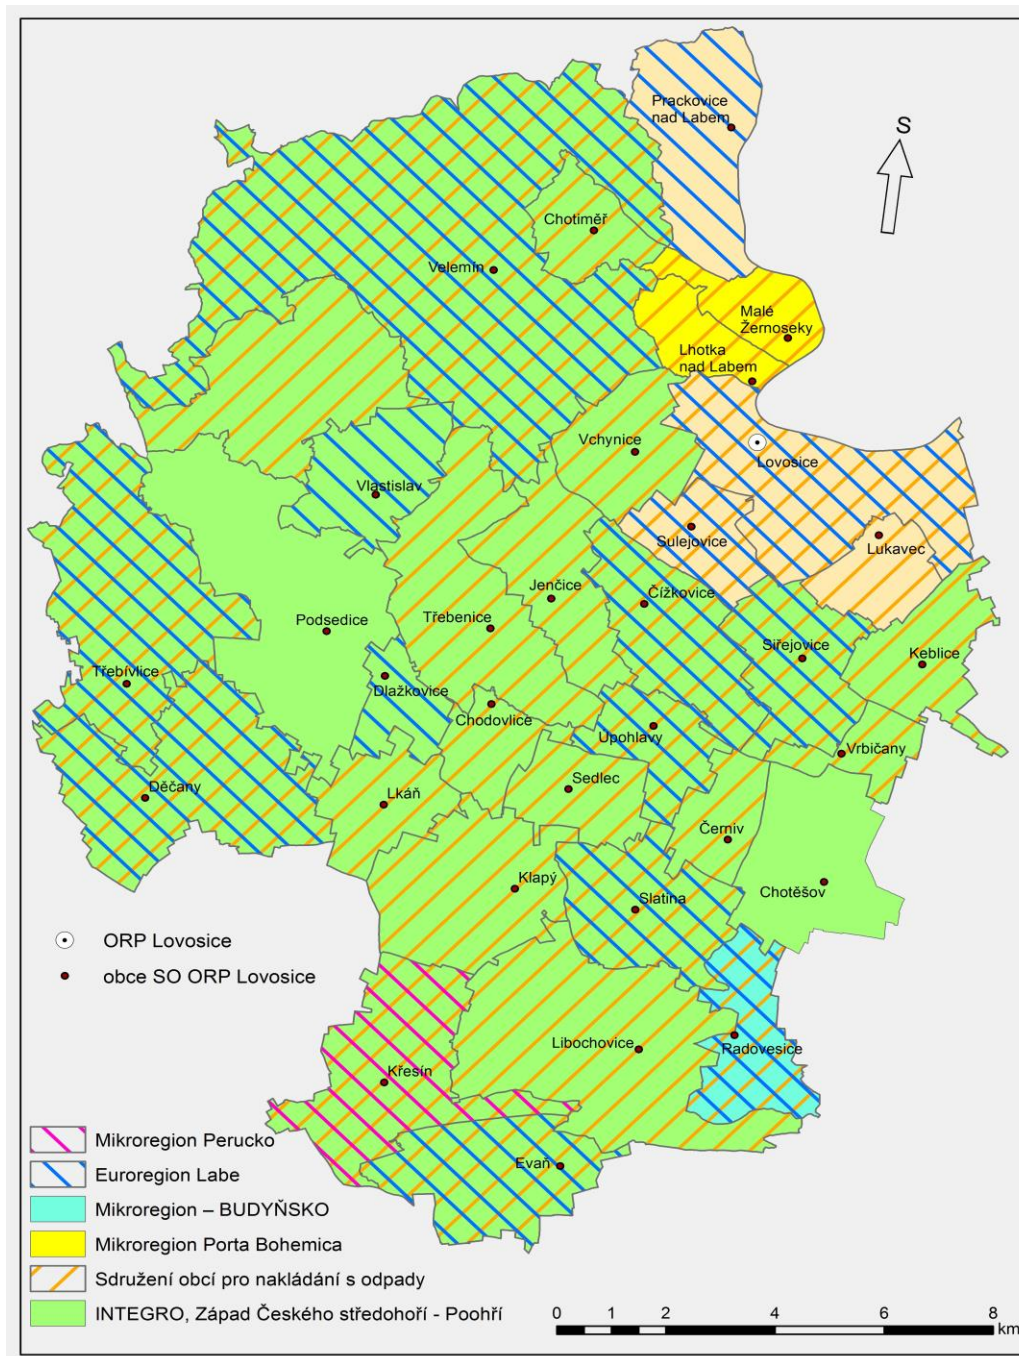 Prackovice
nad Labem
S
Chotiměř
Velemín
Malé
Žernoseky
Lhotka
nad Labem
Vchynice
Lovosice
Vlastislav
Sulejovice
Lukavec
Jenčice
Čížkovice
Třebenice
Podsedice
Siřejovice
Keblice
Třebívlice
Dlažkovice
Chodovlice
Upohlavy
Vrbičany
Sedlec
Děčany
Lkáň
Černiv
Klapý
Chotěšov
Slatina
ORP Lovosice
obce SO ORP Lovosice
Libochovice
Radovesice
Křesín
Evaň
Mikroregion Perucko
Euroregion Labe
Mikroregion – BUDYŇSKO
Mikroregion Porta Bohemica
Sdružení obcí pro nakládání s odpady
INTEGRO, Západ Českého středohoří - Poohří
0 2 4 6 8
km